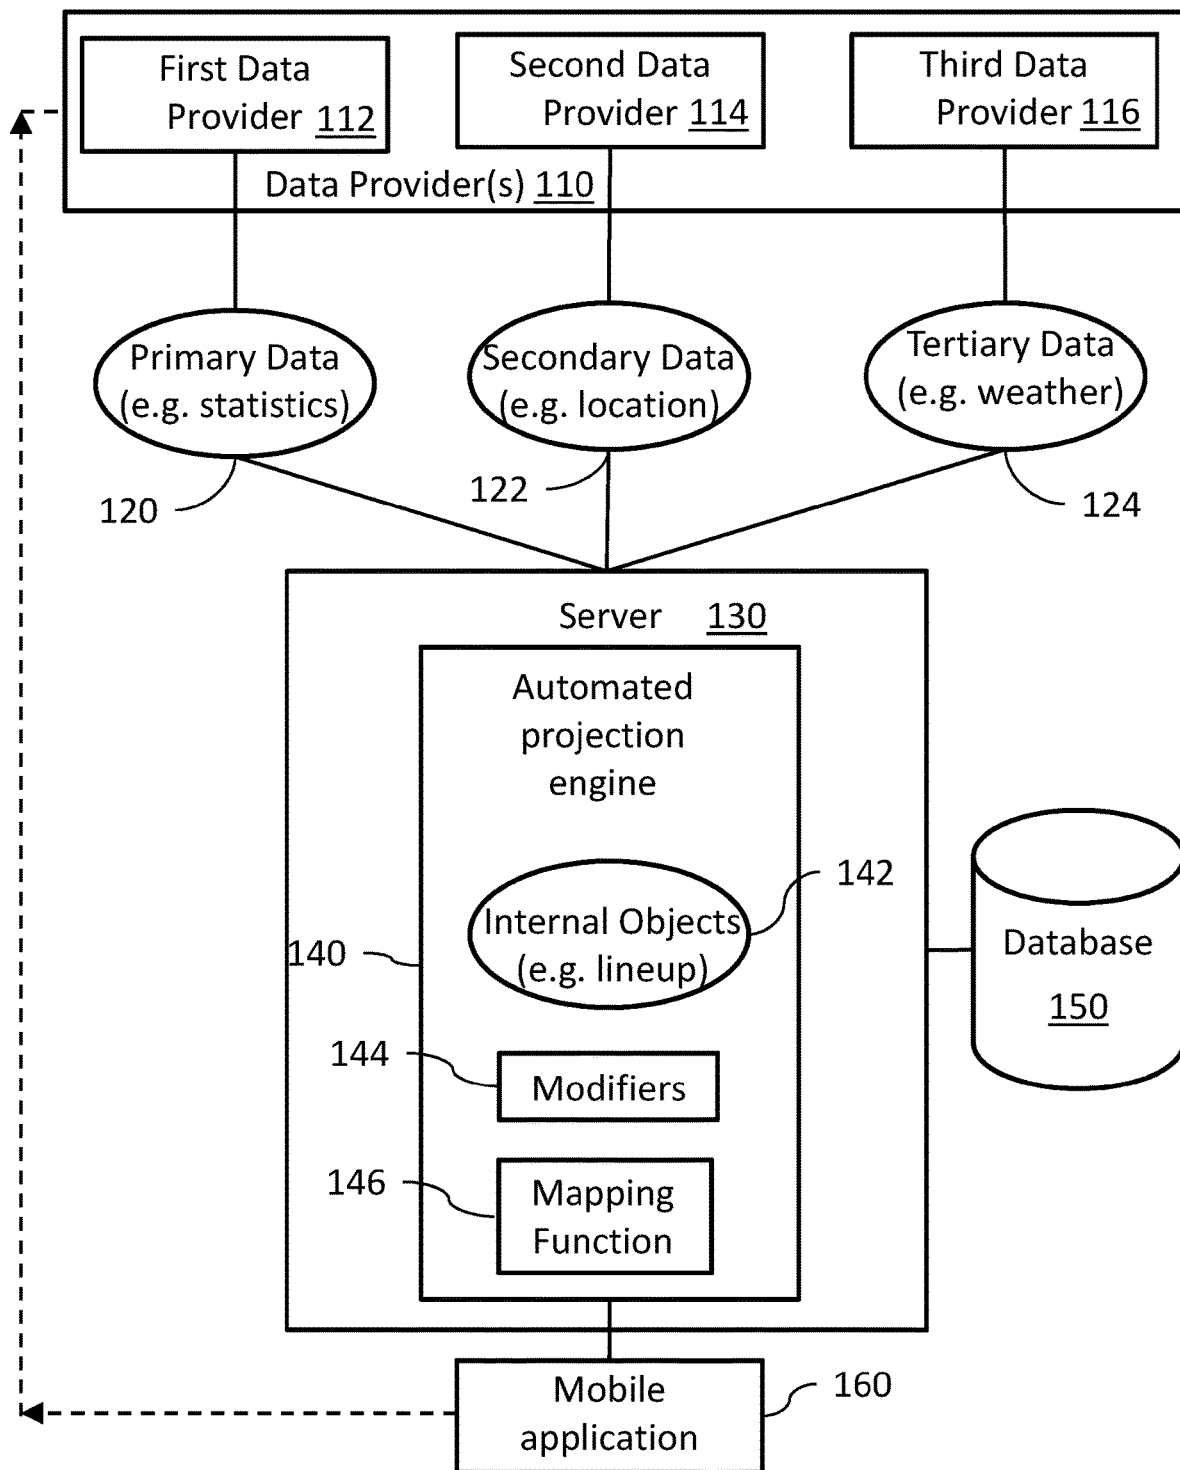 First Data
Provider 112
Second Data
Provider 114
Third Data
Provider 116
Data Provider(s) 110
Primary Data
(e.g. statistics)
Secondary Data
(e.g. location)
Tertiary Data
(e.g. weather)
120
122
124
Server 130
Automated
projection
engine
142
Internal Objects
(e.g. lineup)
140
Database
150
144
Modifiers
146
Mapping
Function
Mobile
application
160